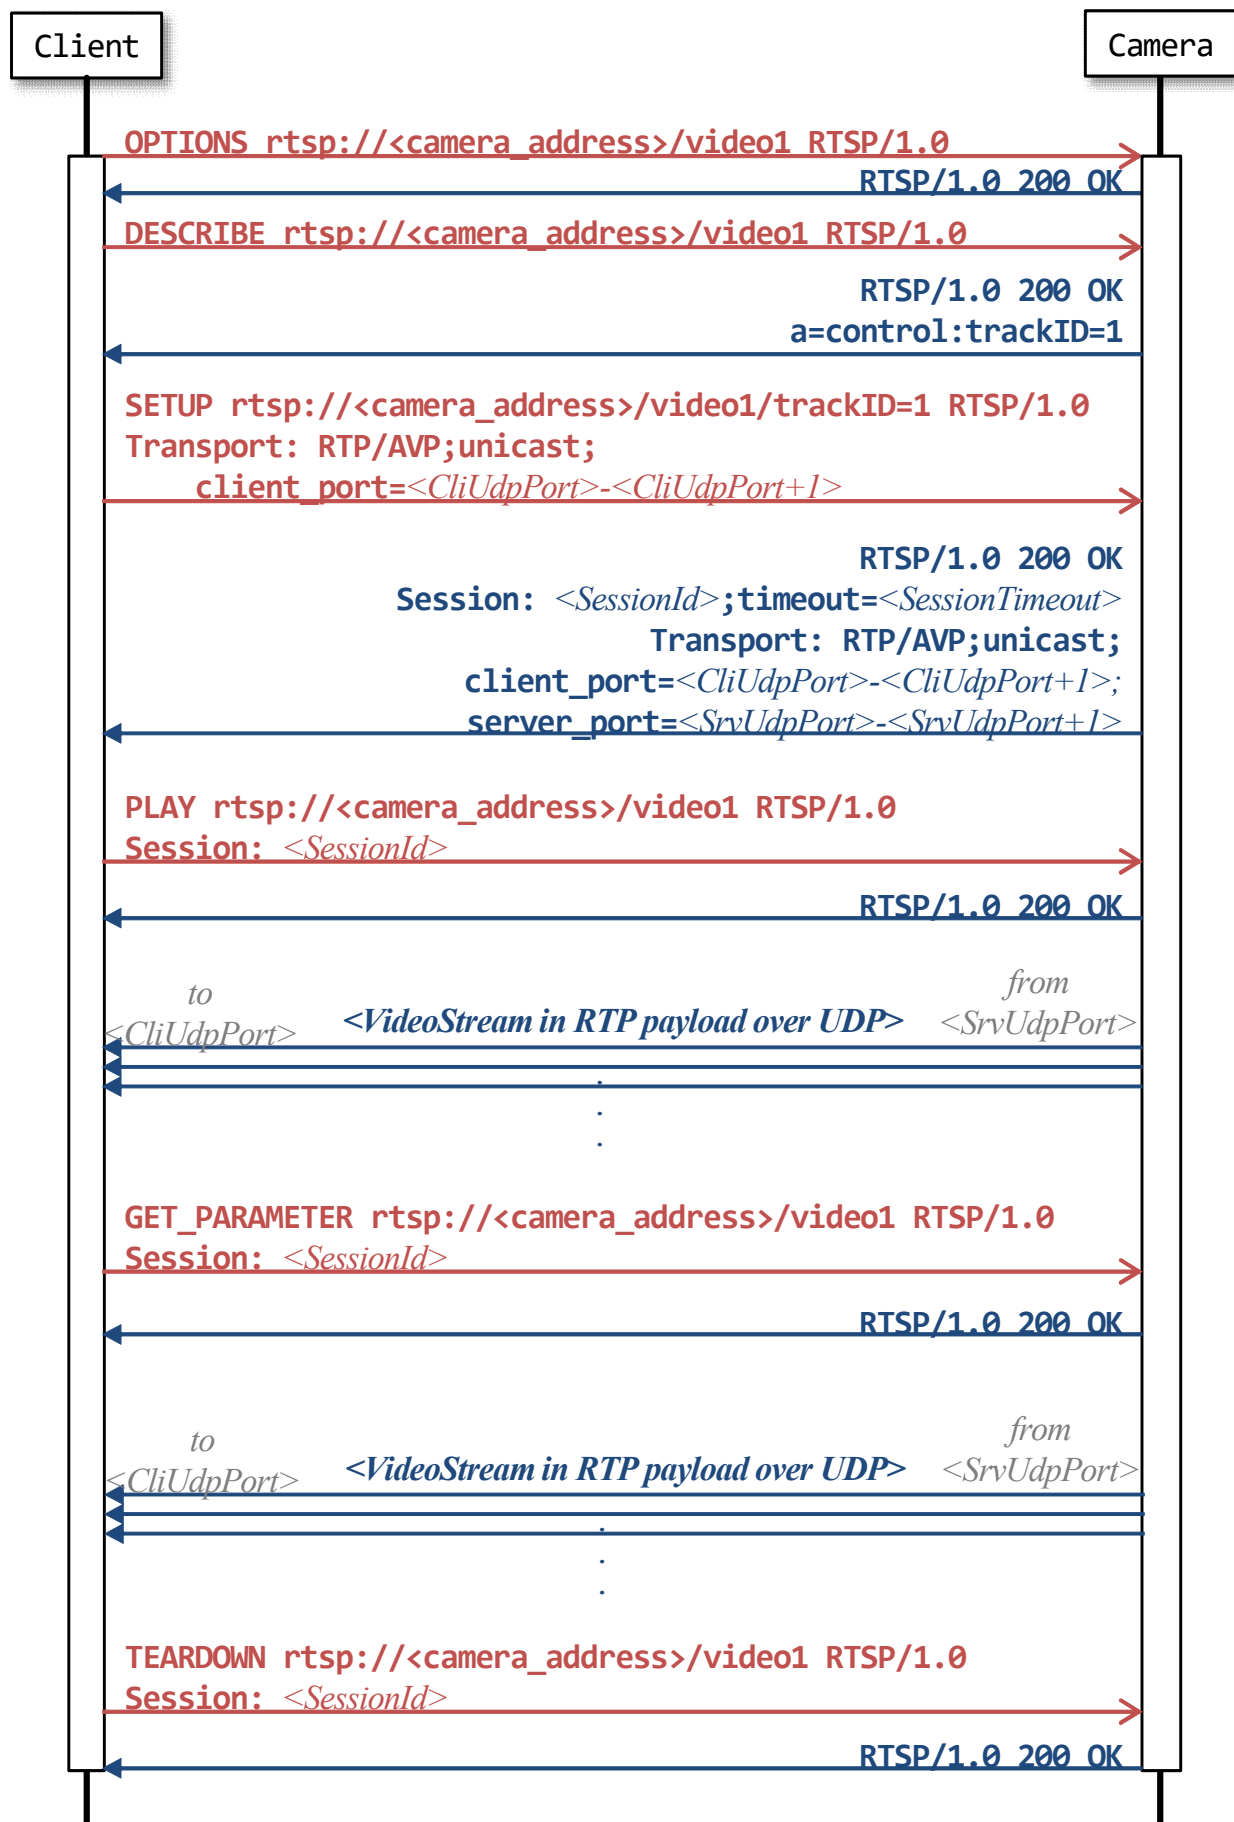 Client
Camera
OPTIONS rtsp://<camera_address>/video1 RTSP/1.0
RTSP/1.0 200 OK
DESCRIBE rtsp://<camera_address>/video1 RTSP/1.0
RTSP/1.0 200 OK
a=control:trackID=1
SETUP rtsp://<camera_address>/video1/trackID=1 RTSP/1.0
Transport: RTP/AVP;unicast;
client_port=<CliUdpPort>-<CliUdpPort+1>
RTSP/1.0 200 OK
Session: <SessionId>;timeout=<SessionTimeout>
Transport: RTP/AVP;unicast;
client_port=<CliUdpPort>-<CliUdpPort+1>;
server_port=<SrvUdpPort>-<SrvUdpPort+1>
PLAY rtsp://<camera_address>/video1 RTSP/1.0
Session: <SessionId>
RTSP/1.0 200 OK
to
<CliUdpPort>
<VideoStream in RTP payload over UDP>
from
<SrvUdpPort>
.
.
.
GET_PARAMETER rtsp://<camera_address>/video1 RTSP/1.0
Session: <SessionId>
RTSP/1.0 200 OK
to
<CliUdpPort>
<VideoStream in RTP payload over UDP>
from
<SrvUdpPort>
.
.
.
TEARDOWN rtsp://<camera_address>/video1 RTSP/1.0
Session: <SessionId>
RTSP/1.0 200 OK